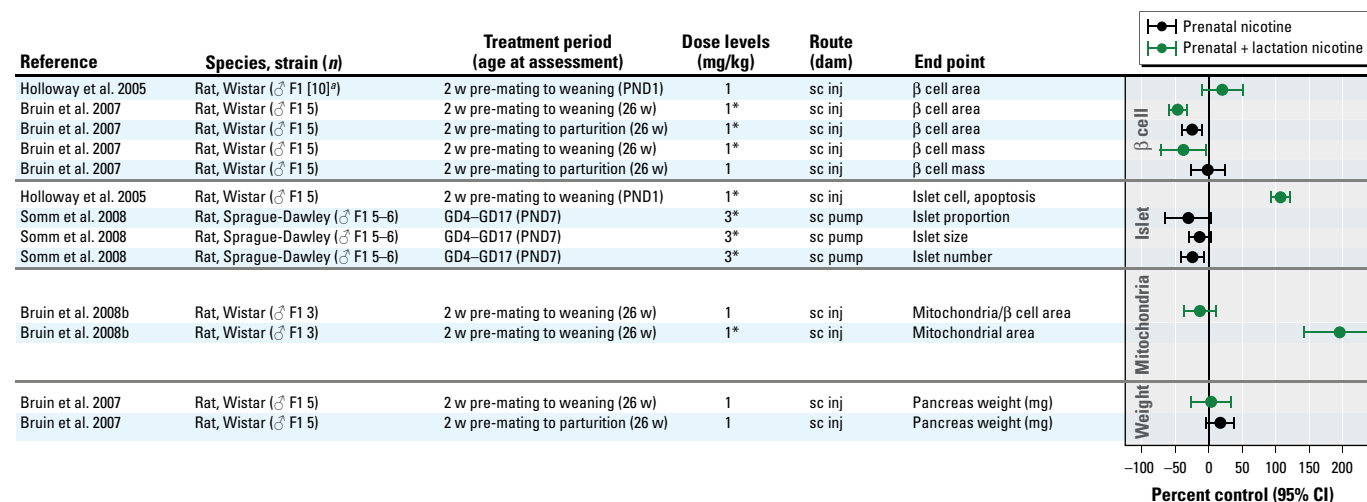 Prenatal nicotine
Prenatal + lactation nicotine
Reference Species, strain (n) Treatment period (age at assessment) Dose levels (mg/kg) Route (dam) End point
Holloway et al. 2005 Rat, Wistar (♂ F1 [10]a) 2 w pre-mating to weaning (PND1) 1 sc inj β cell area
Bruin et al. 2007 Rat, Wistar (♂ F1 5) 2 w pre-mating to weaning (26 w) 1* sc inj β cell area
Bruin et al. 2007 Rat, Wistar (♂ F1 5) 2 w pre-mating to parturition (26 w) 1* sc inj β cell area
Bruin et al. 2007 Rat, Wistar (♂ F1 5) 2 w pre-mating to weaning (26 w) 1* sc inj β cell mass
Bruin et al. 2007 Rat, Wistar (♂ F1 5) 2 w pre-mating to parturition (26 w) 1 sc inj β cell mass
β cell
Holloway et al. 2005 Rat, Wistar (♂ F1 5) 2 w pre-mating to weaning (PND1) 1* sc inj Islet cell, apoptosis
Somm et al. 2008 Rat, Sprague-Dawley (♂ F1 5–6) GD4–GD17 (PND7) 3* sc pump Islet proportion
Somm et al. 2008 Rat, Sprague-Dawley (♂ F1 5–6) GD4–GD17 (PND7) 3* sc pump Islet size
Somm et al. 2008 Rat, Sprague-Dawley (♂ F1 5–6) GD4–GD17 (PND7) 3* sc pump Islet number
Islet
Bruin et al. 2008b Rat, Wistar (♂ F1 3) 2 w pre-mating to weaning (26 w) 1 sc inj Mitochondria/β cell area
Bruin et al. 2008b Rat, Wistar (♂ F1 3) 2 w pre-mating to weaning (26 w) 1* sc inj Mitochondrial area
Mitochondria
Bruin et al. 2007 Rat, Wistar (♂ F1 5) 2 w pre-mating to weaning (26 w) 1 sc inj Pancreas weight (mg)
Bruin et al. 2007 Rat, Wistar (♂ F1 5) 2 w pre-mating to parturition (26 w) 1 sc inj Pancreas weight (mg)
Weight
–100 –50 0 50 100 150 200
Percent control (95% CI)